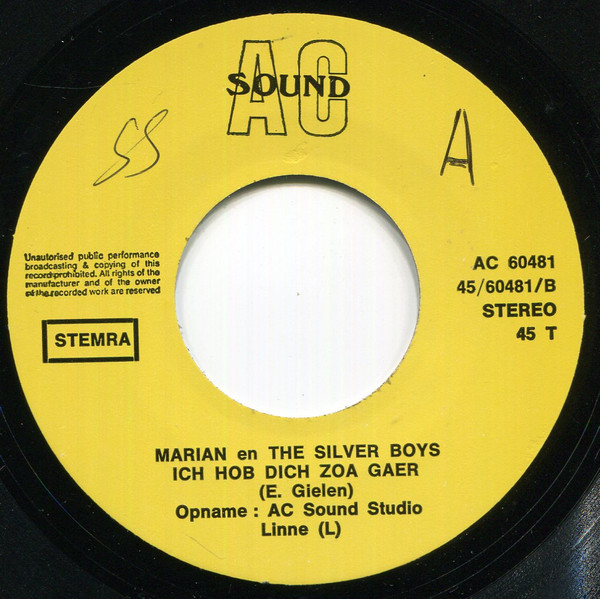 AC
SOUND
SS
A
Unautorised public performance
broadcasting & copying of this
record prohibited. All rights of the
manufacturer and of the owner
of the recorded work are reserved
STEMRA
AC 60481
45/60481/B
STEREO
45 T
MARIAN en THE SILVER BOYS
ICH HOB DICH ZOA GAER
(E. Gielen)
Opname : AC Sound Studio
Linne (L)